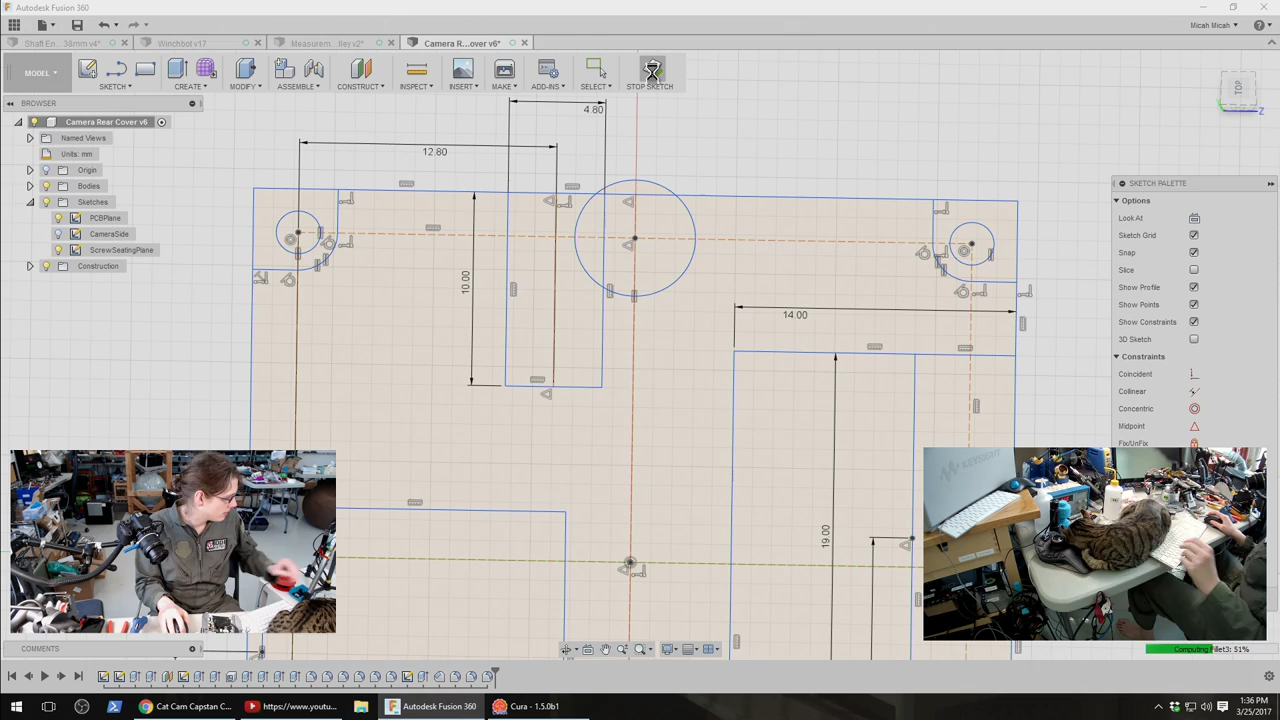 Autodesk Fusion 360
Micah Micah
Shaft En...38mm v4*
Winchbot v17
Measurem...tley v2*
Camera R...over v6*
MODEL
SKETCH
CREATE
MODIFY
ASSEMBLE
CONSTRUCT
INSPECT
INSERT
MAKE
ADD-INS
SELECT
STOP SKETCH
BROWSER
Camera Rear Cover v6
Named Views
Units: mm
Origin
Bodies
Sketches
PCBPlane
CameraSide
ScrewSeatingPlane
Construction
TOP
Z
4.80
12.80
10.00
14.00
19.00
SKETCH PALETTE
Options
Look At
Sketch Grid
Snap
Slice
Show Profile
Show Points
Show Constraints
3D Sketch
Constraints
Coincident
Collinear
Concentric
Midpoint
Fix/UnFix
KEYSIGHT
COMMENTS
Computing Fillet3: 51%
Cat Cam Capstan C...
https://www.youtu...
Autodesk Fusion 360
Cura - 1.5.0b1
1:36 PM
3/25/2017